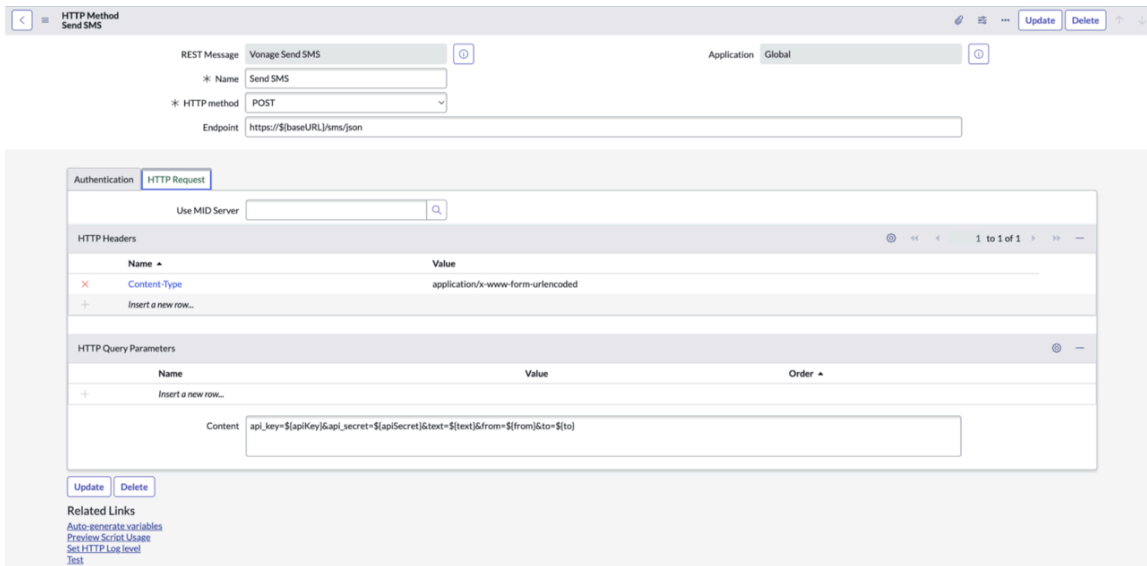 HTTP Method
Send SMS
Update Delete
REST Message Vonage Send SMS
Application Global
Name Send SMS
HTTP method POST
Endpoint https://${baseURL}/sms/json
Authentication HTTP Request
Use MID Server
HTTP Headers 1 to 1 of 1
Name Value
Content-Type application/x-www-form-urlencoded
Insert a new row...
HTTP Query Parameters
Name Value Order
Insert a new row...
Content api_key=${apiKey}&api_secret=${apiSecret}&text=${text}&from=${from}&to=${to}
Update Delete
Related Links
Auto-generate variables
Preview Script Usage
Set HTTP Log level
Test